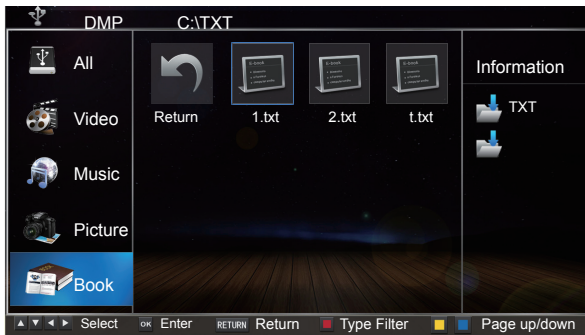 DMP C:\TXT
All
Video
Music
Picture
Book
Return 1.txt 2.txt t.txt
Information
TXT
Select OK Enter RETURN Return Type Filter Page up/down